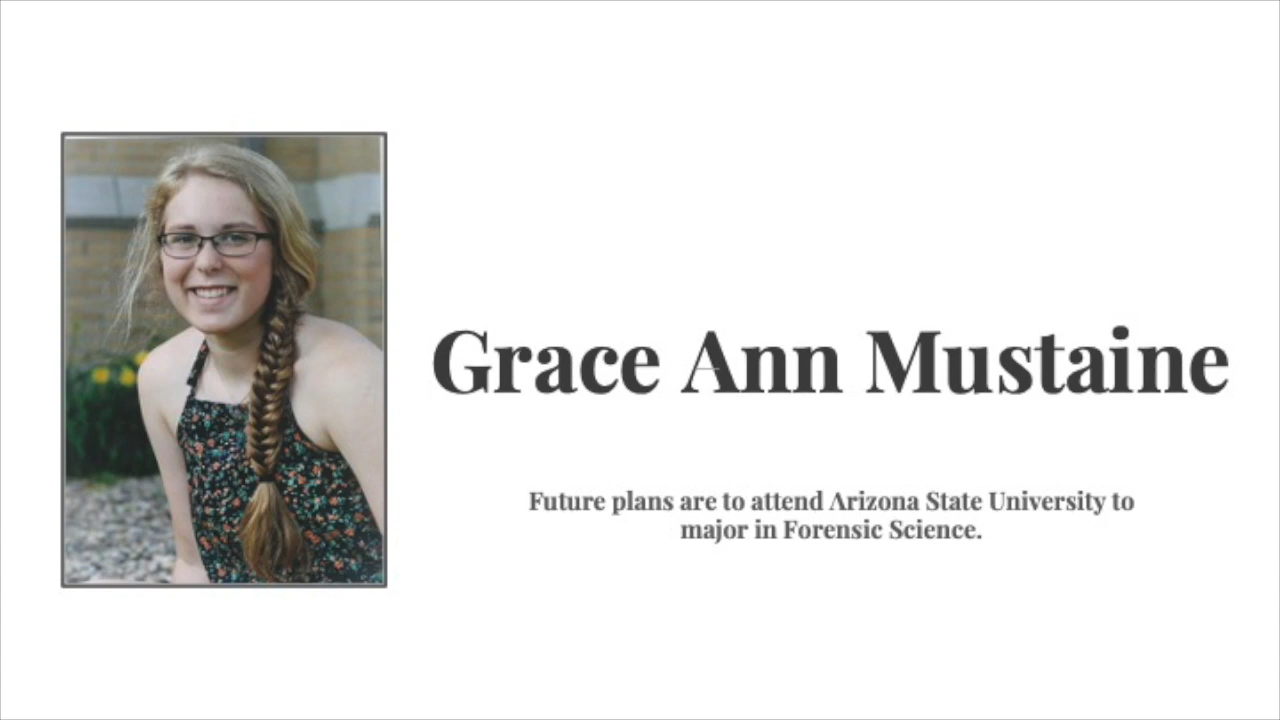 Grace Ann Mustaine
Future plans are to attend Arizona State University to
major in Forensic Science.